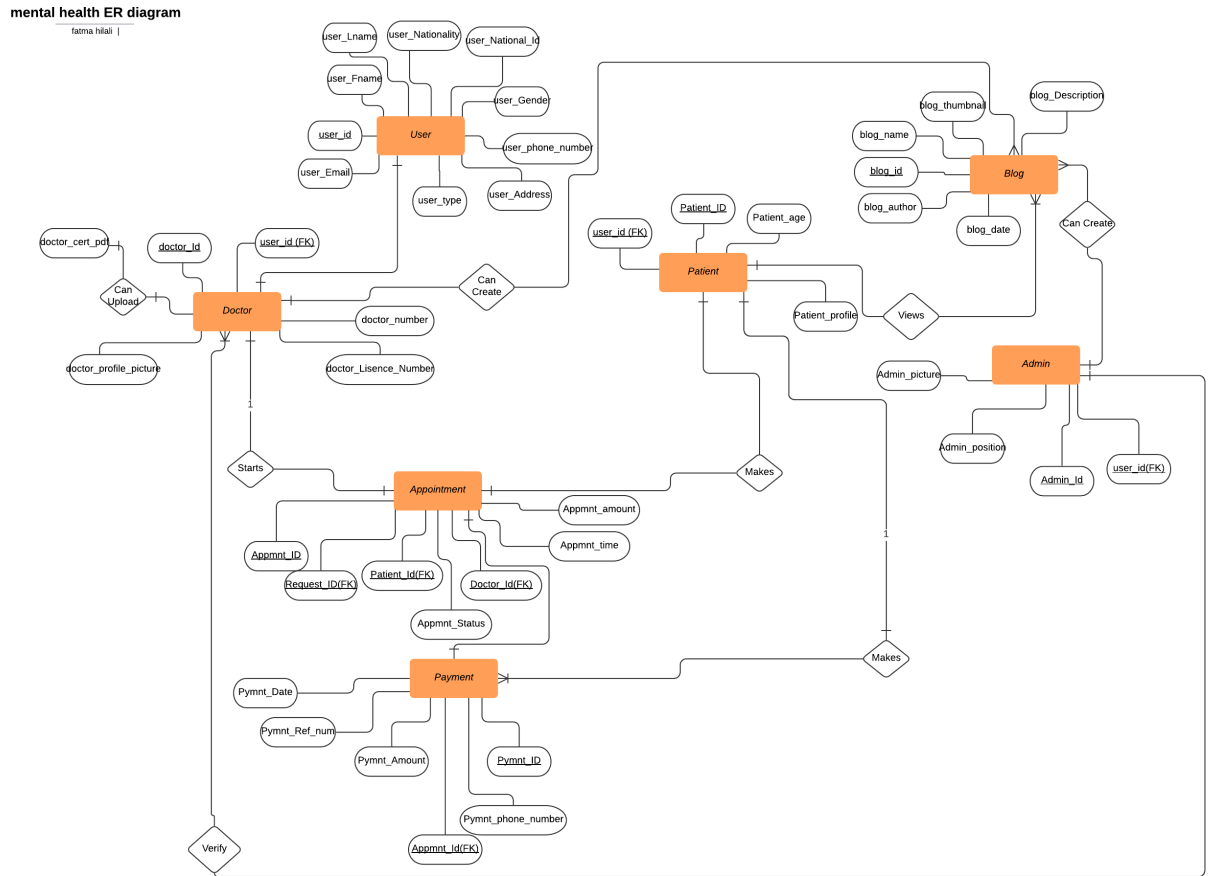 mental health ER diagram
fatma hilali |
user_Lname
user_Nationality
user_National_Id
user_Fname
user_Gender
user_id
User
user_phone_number
user_Email
user_type
user_Address
blog_Description
blog_thumbnail
blog_name
blog_id
Blog
blog_author
blog_date
Can Create
Patient_ID
Patient_age
user_id (FK)
Patient
Patient_profile
Views
doctor_cert_pdf
doctor_Id
user_id (FK)
Can
Upload
Doctor
Can
Create
doctor_number
doctor_profile_picture
doctor_Lisence_Number
Admin
Admin_picture
Admin_position
Admin_Id
user_id(FK)
1
Starts
Appointment
Makes
Appmnt_amount
Appmnt_time
Appmnt_ID
Request_ID(FK)
Patient_Id(FK)
Doctor_Id(FK)
Appmnt_Status
1
Makes
Payment
Pymnt_Date
Pymnt_Ref_num
Pymnt_Amount
Pymnt_ID
Pymnt_phone_number
Appmnt_Id(FK)
Verify